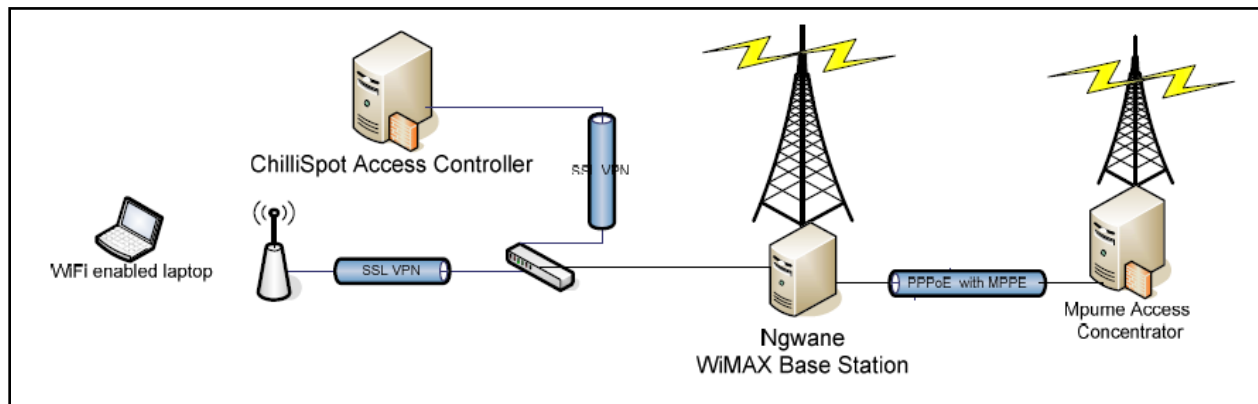 ChilliSpot Access Controller
SSL VPN
WiFi enabled laptop
SSL VPN
Ngwane
WiMAX Base Station
PPPoE with MPPE
Mpume Access
Concentrator